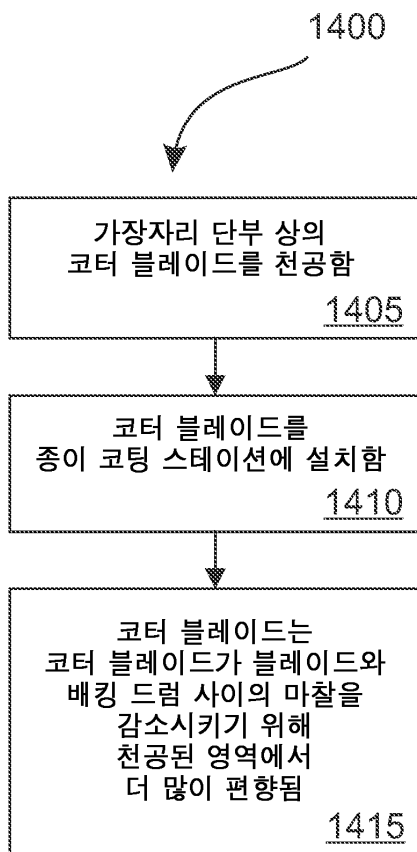 1400
가장자리 단부 상의
코터 블레이드를 천공함
1405
코터 블레이드를
종이 코팅 스테이션에 설치함
1410
코터 블레이드는
코터 블레이드가 블레이드와
배킹 드럼 사이의 마찰을
감소시키기 위해
천공된 영역에서
더 많이 편향됨
1415